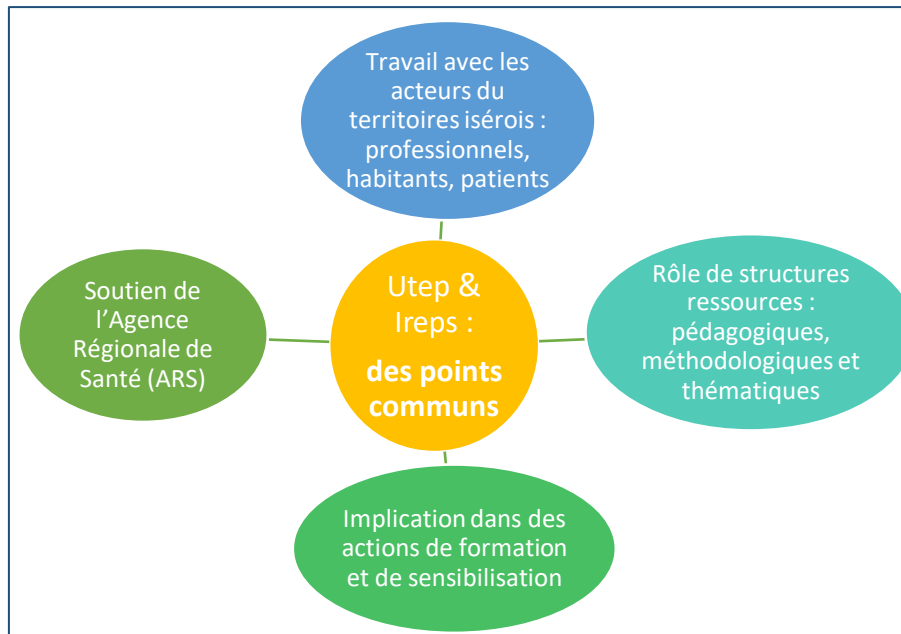 Travail avec les
acteurs du
territoires isérois :
professionnels,
habitants, patients
Soutien de
l'Agence
Régionale de
Santé (ARS)
Utep &
Ireps :
des points
communs
Rôle de structures
ressources :
pédagogiques,
méthodologiques et
thématiques
Implication dans des
actions de formation
et de sensibilisation